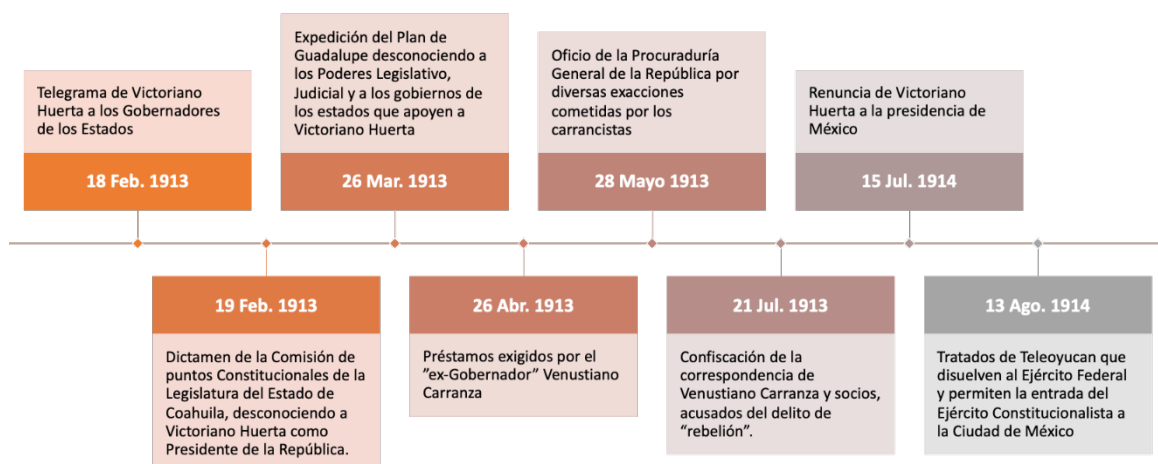 Telegrama de Victoriano
Huerta a los Gobernadores
de los Estados
18 Feb. 1913
19 Feb. 1913
Dictamen de la Comisión de
puntos Constitucionales de la
Legislatura del Estado de
Coahuila, desconociendo a
Victoriano Huerta como
Presidente de la República.
Expedición del Plan de
Guadalupe desconociendo a
los Poderes Legislativo,
Judicial y a los gobiernos de
los estados que apoyen a
Victoriano Huerta
26 Mar. 1913
26 Abr. 1913
Préstamos exigidos por el
”ex-Gobernador” Venustiano
Carranza
Oficio de la Procuraduría
General de la República por
diversas exacciones
cometidas por los
carrancistas
28 Mayo 1913
21 Jul. 1913
Confiscación de la
correspondencia de
Venustiano Carranza y socios,
acusados del delito de
“rebelión”.
Renuncia de Victoriano
Huerta a la presidencia de
México
15 Jul. 1914
13 Ago. 1914
Tratados de Teleoyucan que
disuelven al Ejército Federal
y permiten la entrada del
Ejército Constitucionalista a
la Ciudad de México